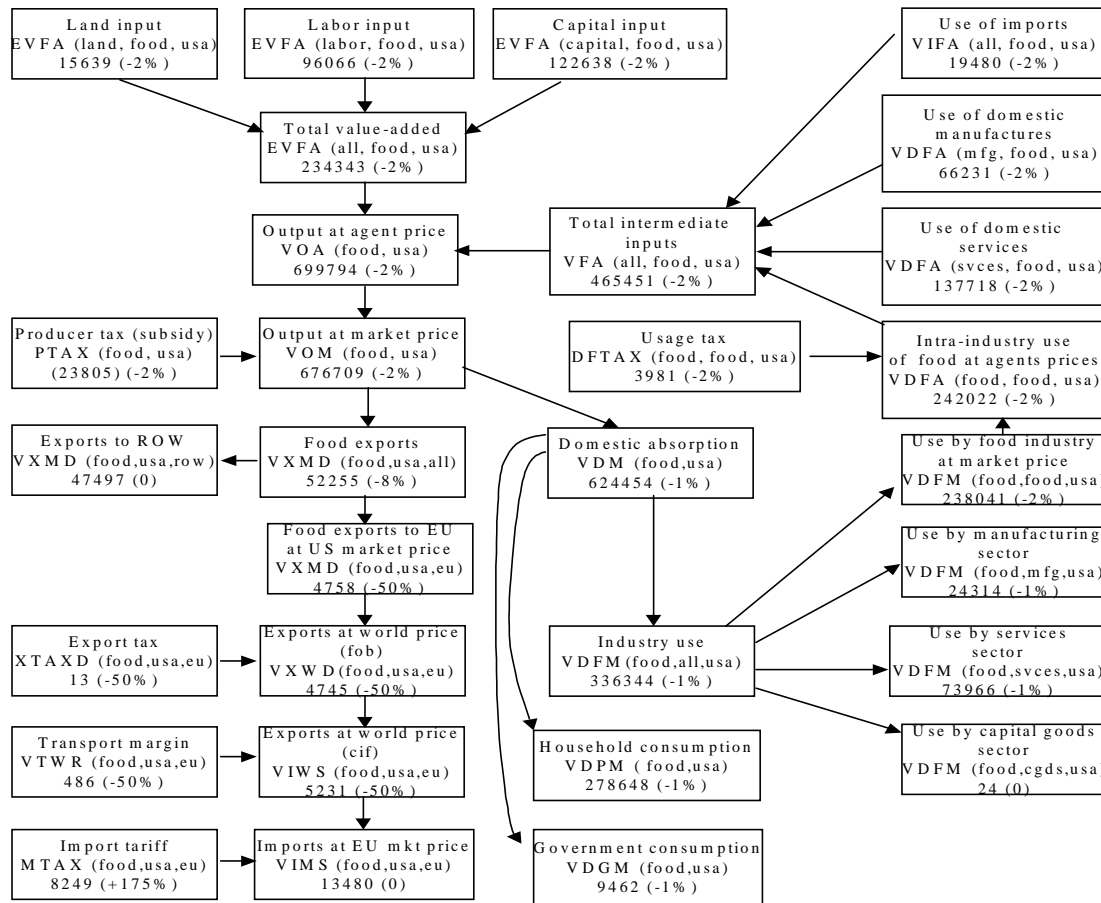 Land input
EVFA (land, food, usa)
15639 (-2%)
Labor input
EVFA (labor, food, usa)
96066 (-2%)
Capital input
EVFA (capital, food, usa)
122638 (-2%)
Use of imports
VIFA (all, food, usa)
19480 (-2%)
Total value-added
EVFA (all, food, usa)
234343 (-2%)
Use of domestic
manufactures
VDFA (mfg, food, usa)
66231 (-2%)
Output at agent price
VOA (food, usa)
699794 (-2%)
Total intermediate
inputs
VFA (all, food, usa)
465451 (-2%)
Use of domestic
services
VDFA (svces, food, usa)
137718 (-2%)
Producer tax (subsidy)
PTAX (food, usa)
(23805) (-2%)
Output at market price
VOM (food, usa)
676709 (-2%)
Usage tax
DFTAX (food, food, usa)
3981 (-2%)
Intra-industry use
of food at agents prices
VDFA (food, food, usa)
242022 (-2%)
Exports to ROW
VXMD (food,usa,row)
47497 (0)
Food exports
VXMD (food,usa,all)
52255 (-8%)
Domestic absorption
VDM (food,usa)
624454 (-1%)
Use by food industry
at market price
VDFM (food,food,usa)
238041 (-2%)
Food exports to EU
at US market price
VXMD (food,usa,eu)
4758 (-50%)
Use by manufacturing
sector
VDFM (food,mfg,usa)
24314 (-1%)
Export tax
XTAXD (food,usa,eu)
13 (-50%)
Exports at world price
(fob)
VXWD(food,usa,eu)
4745 (-50%)
Industry use
VDFM(food,all,usa)
336344 (-1%)
Use by services
sector
VDFM (food,svces,usa)
73966 (-1%)
Transport margin
VTWR (food,usa,eu)
486 (-50%)
Exports at world price
(cif)
VIWS (food,usa,eu)
5231 (-50%)
Household consumption
VDPM ( food,usa)
278648 (-1%)
Use by capital goods
sector
VDFM (food,cgds,usa)
24 (0)
Import tariff
MTAX (food,usa,eu)
8249 (+175%)
Imports at EU mkt price
VIMS (food,usa,eu)
13480 (0)
Government consumption
VDGM (food,usa)
9462 (-1%)